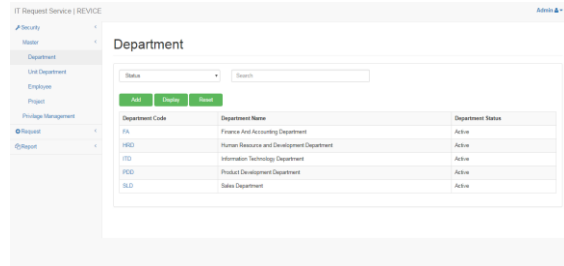 IT Request Service | REVICE
Admin
Security
Master
Department
Unit Department
Employee
Project
Privilage Management
Request
Report
Department
Status
Search
Add Display Reset
Department Code Department Name Department Status
FA Finance And Accounting Department Active
HRD Human Resource and Development Department Active
ITD Information Technology Department Active
PDD Product Development Department Active
SLD Sales Department Active